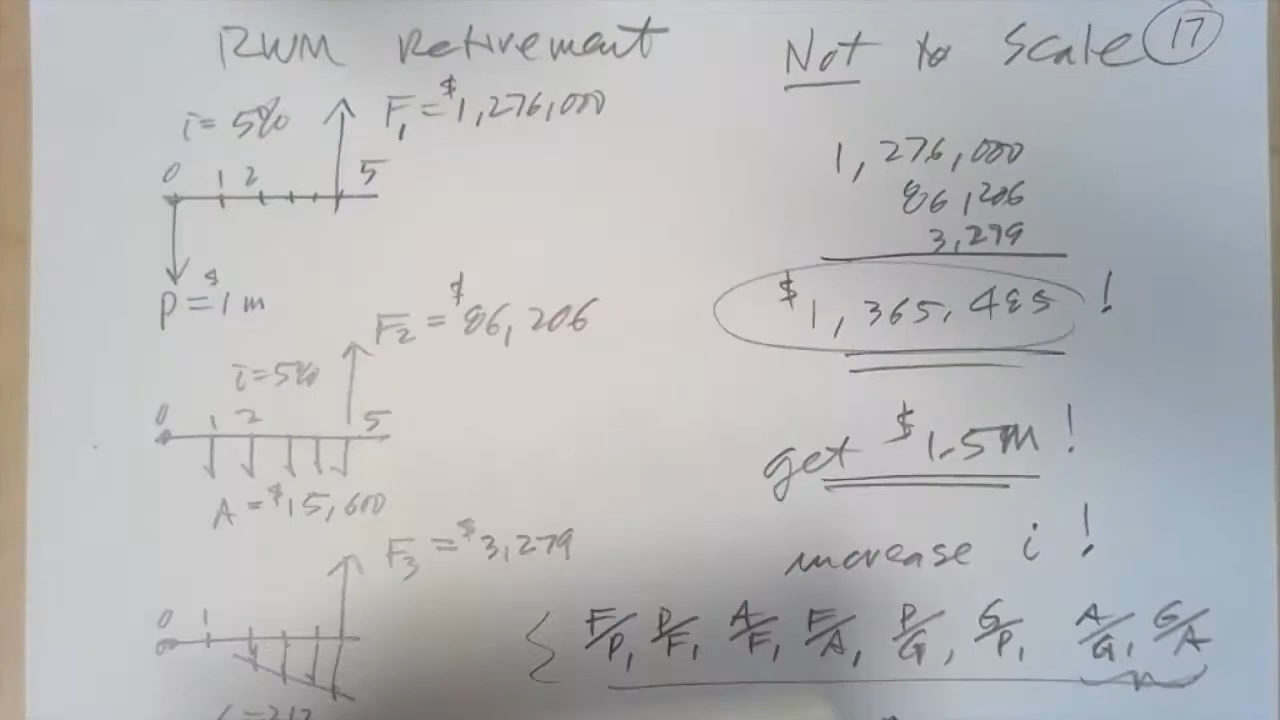 RWM Retirement
Not to Scale 17
i = 5%
F1 = $1,276,000
0 1 2 5
P = $1 m
1,276,000
86,206
3,279
$1,365,485 !
F2 = $86,206
i = 5%
0 1 2 5
A = $15,600
get $1.5m !
F3 = $3,279
increase i !
0 1
{ F/P, P/F, A/F, F/A, P/G, G/P, A/G, G/A